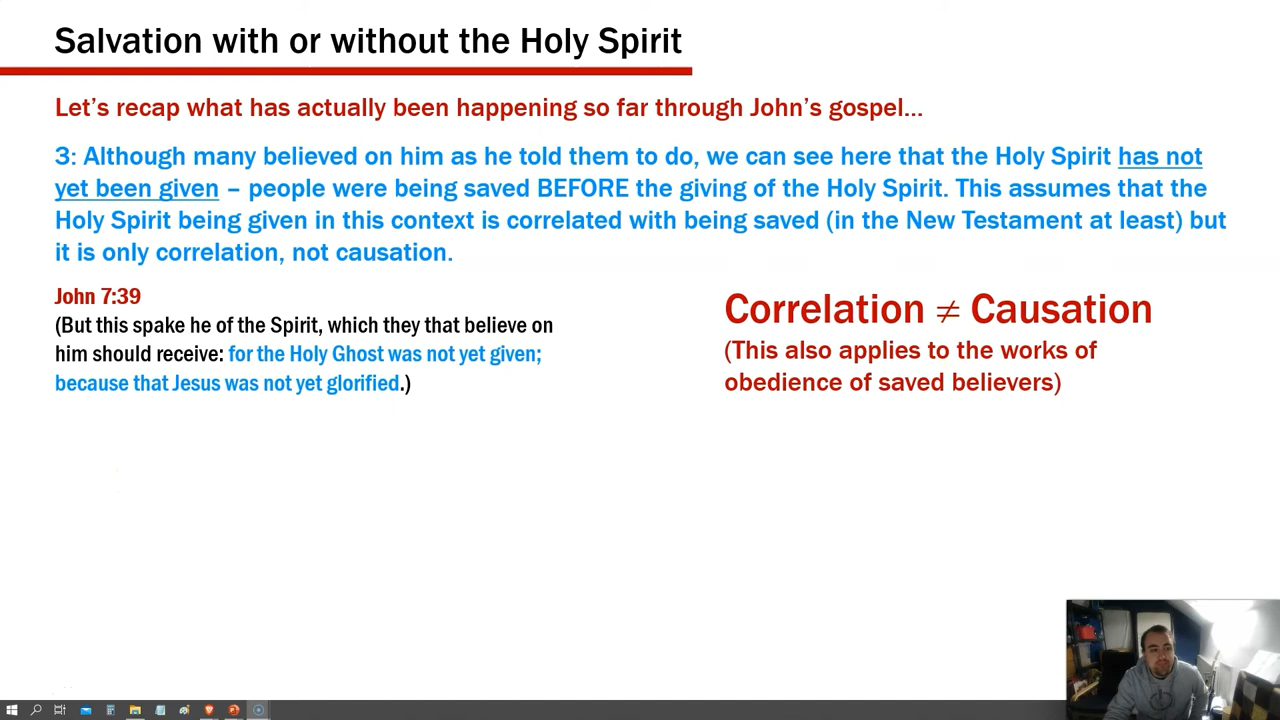 Salvation with or without the Holy Spirit
Let's recap what has actually been happening so far through John's gospel...
3: Although many believed on him as he told them to do, we can see here that the Holy Spirit has not
yet been given – people were being saved BEFORE the giving of the Holy Spirit. This assumes that the
Holy Spirit being given in this context is correlated with being saved (in the New Testament at least) but
it is only correlation, not causation.
John 7:39
(But this spake he of the Spirit, which they that believe on
him should receive: for the Holy Ghost was not yet given;
because that Jesus was not yet glorified.)
Correlation ≠ Causation
(This also applies to the works of
obedience of saved believers)